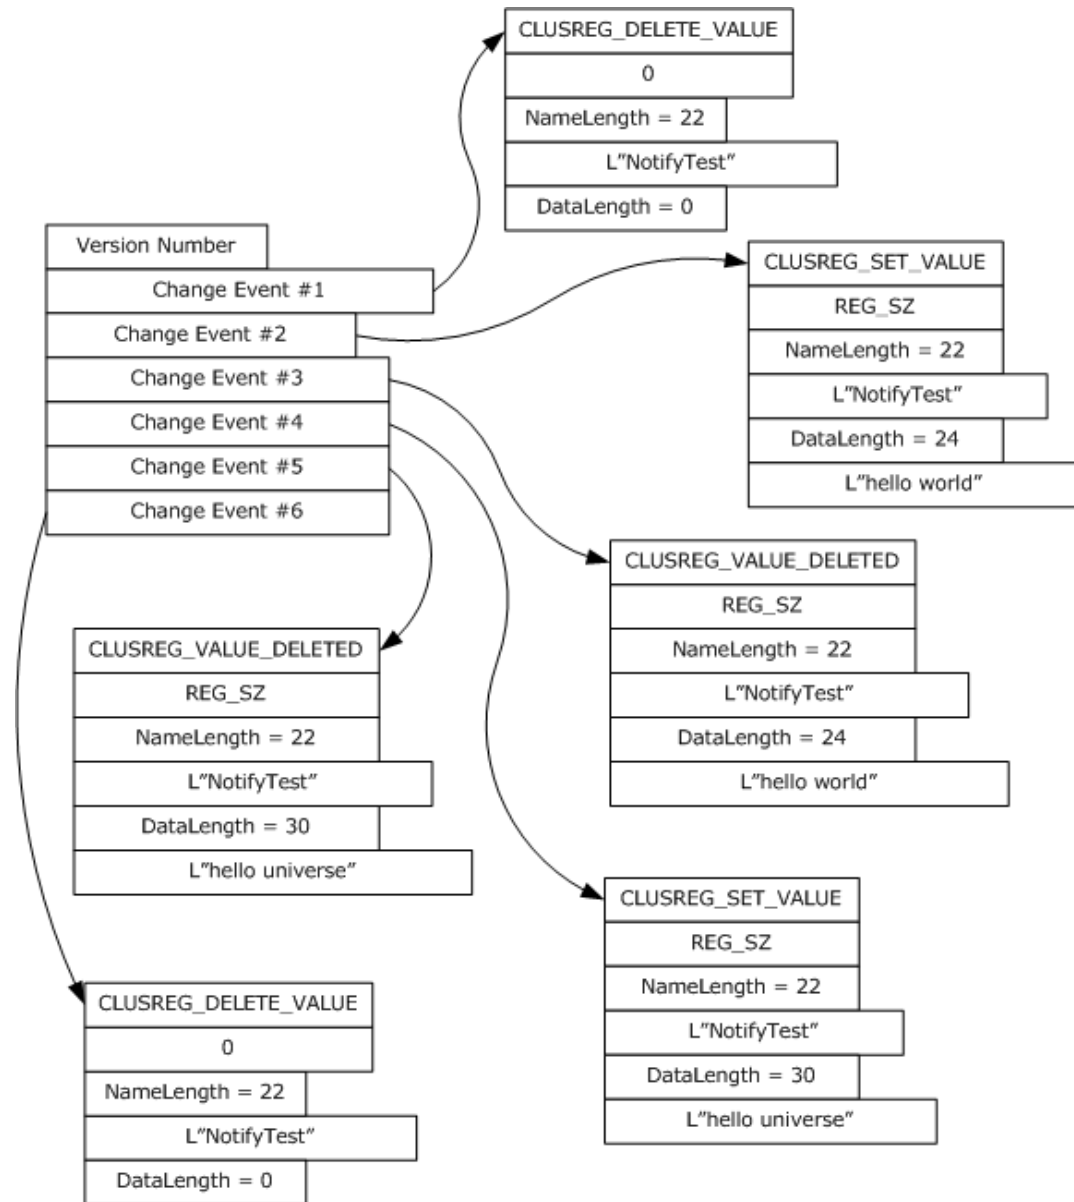 CLUSREG_DELETE_VALUE
0
NameLength = 22
L”NotifyTest”
DataLength = 0
Version Number
Change Event #1
Change Event #2
Change Event #3
Change Event #4
Change Event #5
Change Event #6
CLUSREG_SET_VALUE
REG_SZ
NameLength = 22
L”NotifyTest”
DataLength = 24
L”hello world”
CLUSREG_VALUE_DELETED
REG_SZ
NameLength = 22
L”NotifyTest”
DataLength = 24
L”hello world”
CLUSREG_VALUE_DELETED
REG_SZ
NameLength = 22
L”NotifyTest”
DataLength = 30
L”hello universe”
CLUSREG_SET_VALUE
REG_SZ
NameLength = 22
L”NotifyTest”
DataLength = 30
L”hello universe”
CLUSREG_DELETE_VALUE
0
NameLength = 22
L”NotifyTest”
DataLength = 0